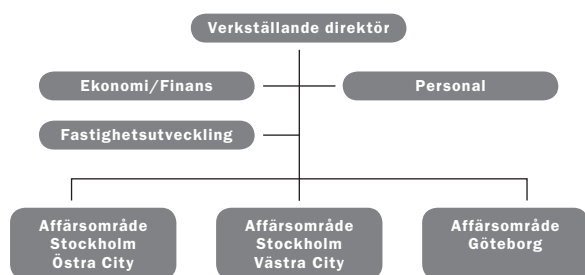 Verkställande direktör
Ekonomi/Finans
Personal
Fastighetsutveckling
Affärsområde
Stockholm
Östra City
Affärsområde
Stockholm
Västra City
Affärsområde
Göteborg